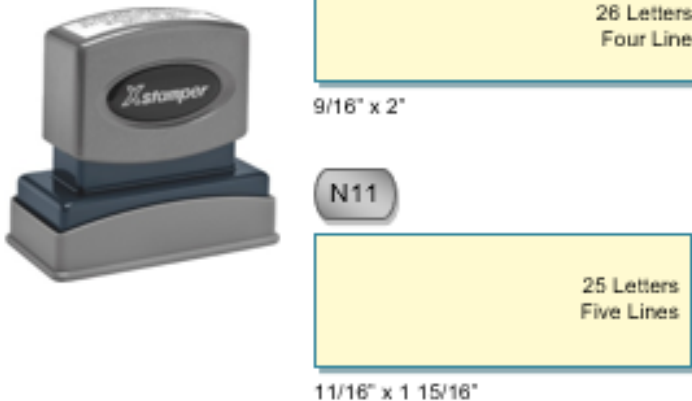 Xstamper
26 Letters
Four Line
9/16" x 2"
N11
25 Letters
Five Lines
11/16" x 1 15/16"